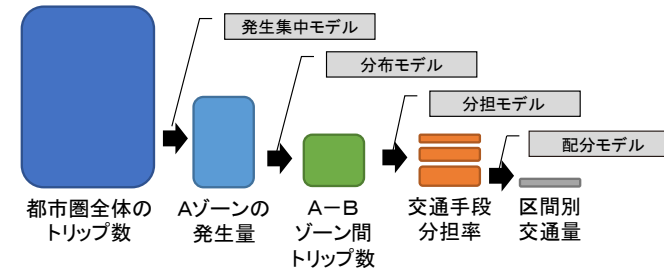 発生集中モデル
分布モデル
分担モデル
配分モデル
都市圏全体の
トリップ数
Aゾーンの
発生量
A－B
ゾーン間
トリップ数
交通手段
分担率
区間別
交通量